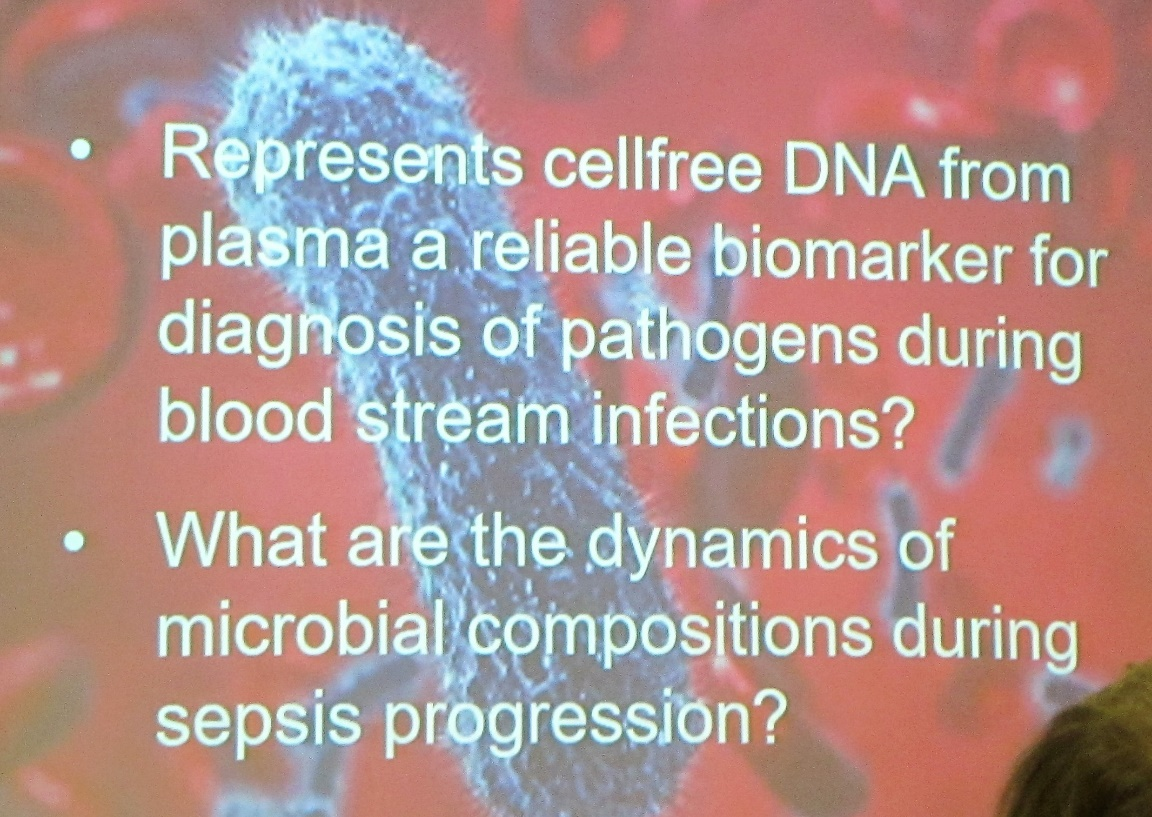 • Represents cellfree DNA from
plasma a reliable biomarker for
diagnosis of pathogens during
blood stream infections?
• What are the dynamics of
microbial compositions during
sepsis progression?